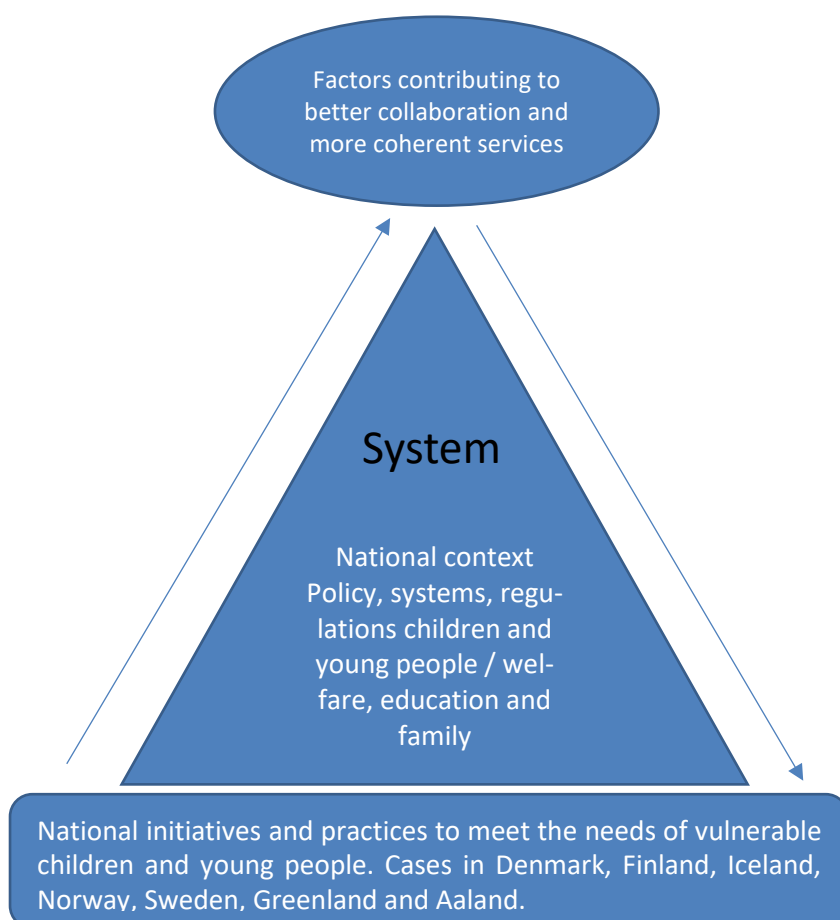 Factors contributing to
better collaboration and
more coherent services
System
National context
Policy, systems, regu-
lations children and
young people / wel-
fare, education and
family
National initiatives and practices to meet the needs of vulnerable
children and young people. Cases in Denmark, Finland, Iceland,
Norway, Sweden, Greenland and Aaland.